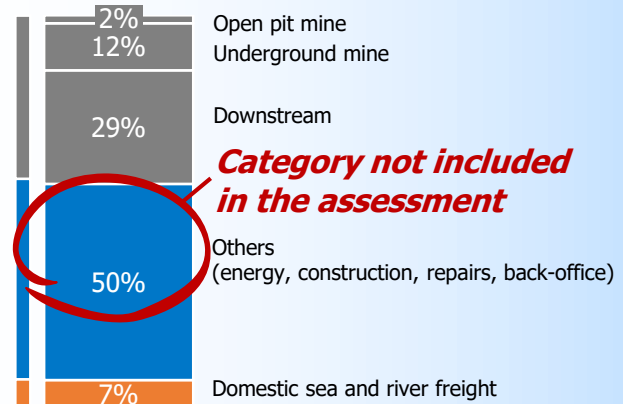 2%
Open pit mine
12%
Underground mine
29%
Downstream
Category not included
in the assessment
Others
(energy, construction, repairs, back-office)
50%
7%
Domestic sea and river freight